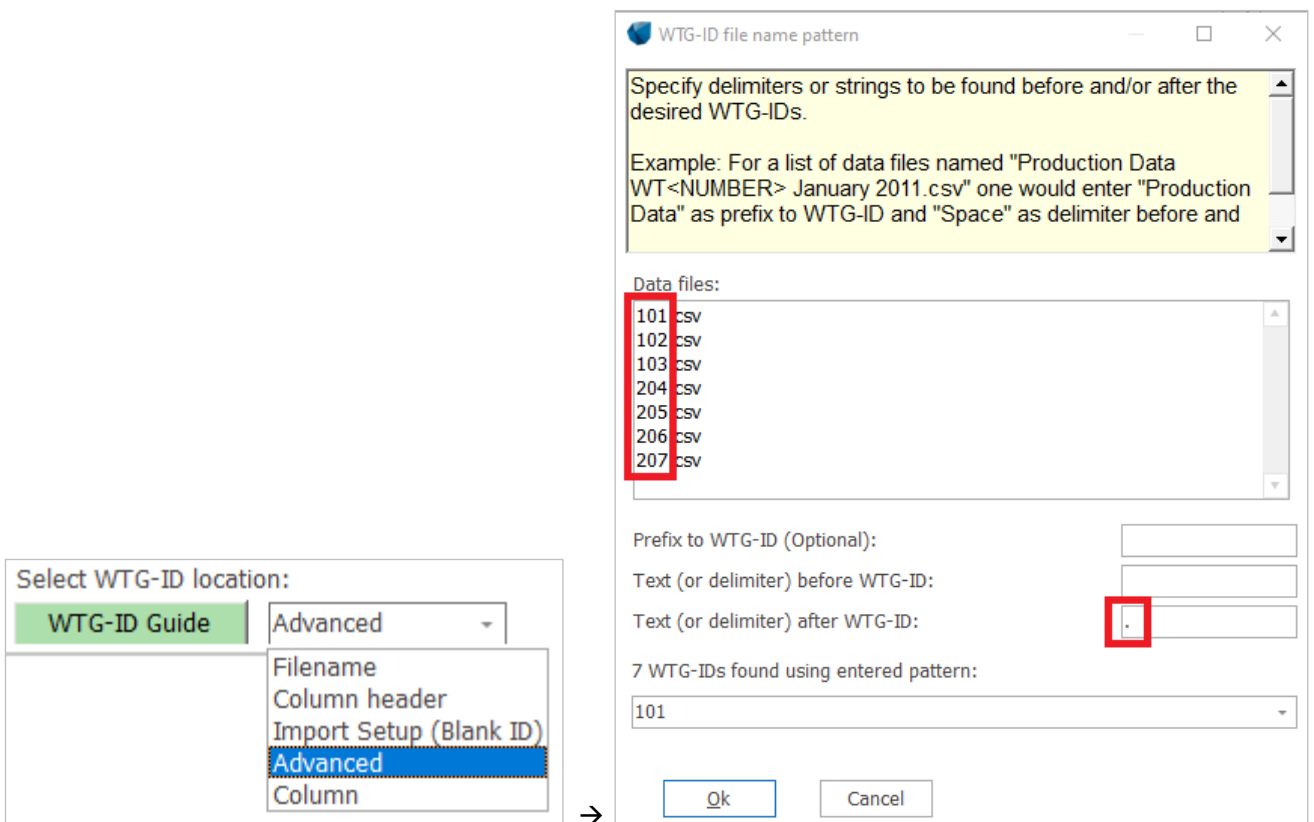 WTG-ID file name pattern
Specify delimiters or strings to be found before and/or after the
desired WTG-IDs.
Example: For a list of data files named "Production Data
WT<NUMBER> January 2011.csv" one would enter "Production
Data" as prefix to WTG-ID and "Space" as delimiter before and
Data files:
101.csv
102.csv
103.csv
204.csv
205.csv
206.csv
207.csv
Prefix to WTG-ID (Optional):
Text (or delimiter) before WTG-ID:
Text (or delimiter) after WTG-ID: .
7 WTG-IDs found using entered pattern:
101
Ok Cancel
Select WTG-ID location:
WTG-ID Guide Advanced
Filename
Column header
Import Setup (Blank ID)
Advanced
Column
→